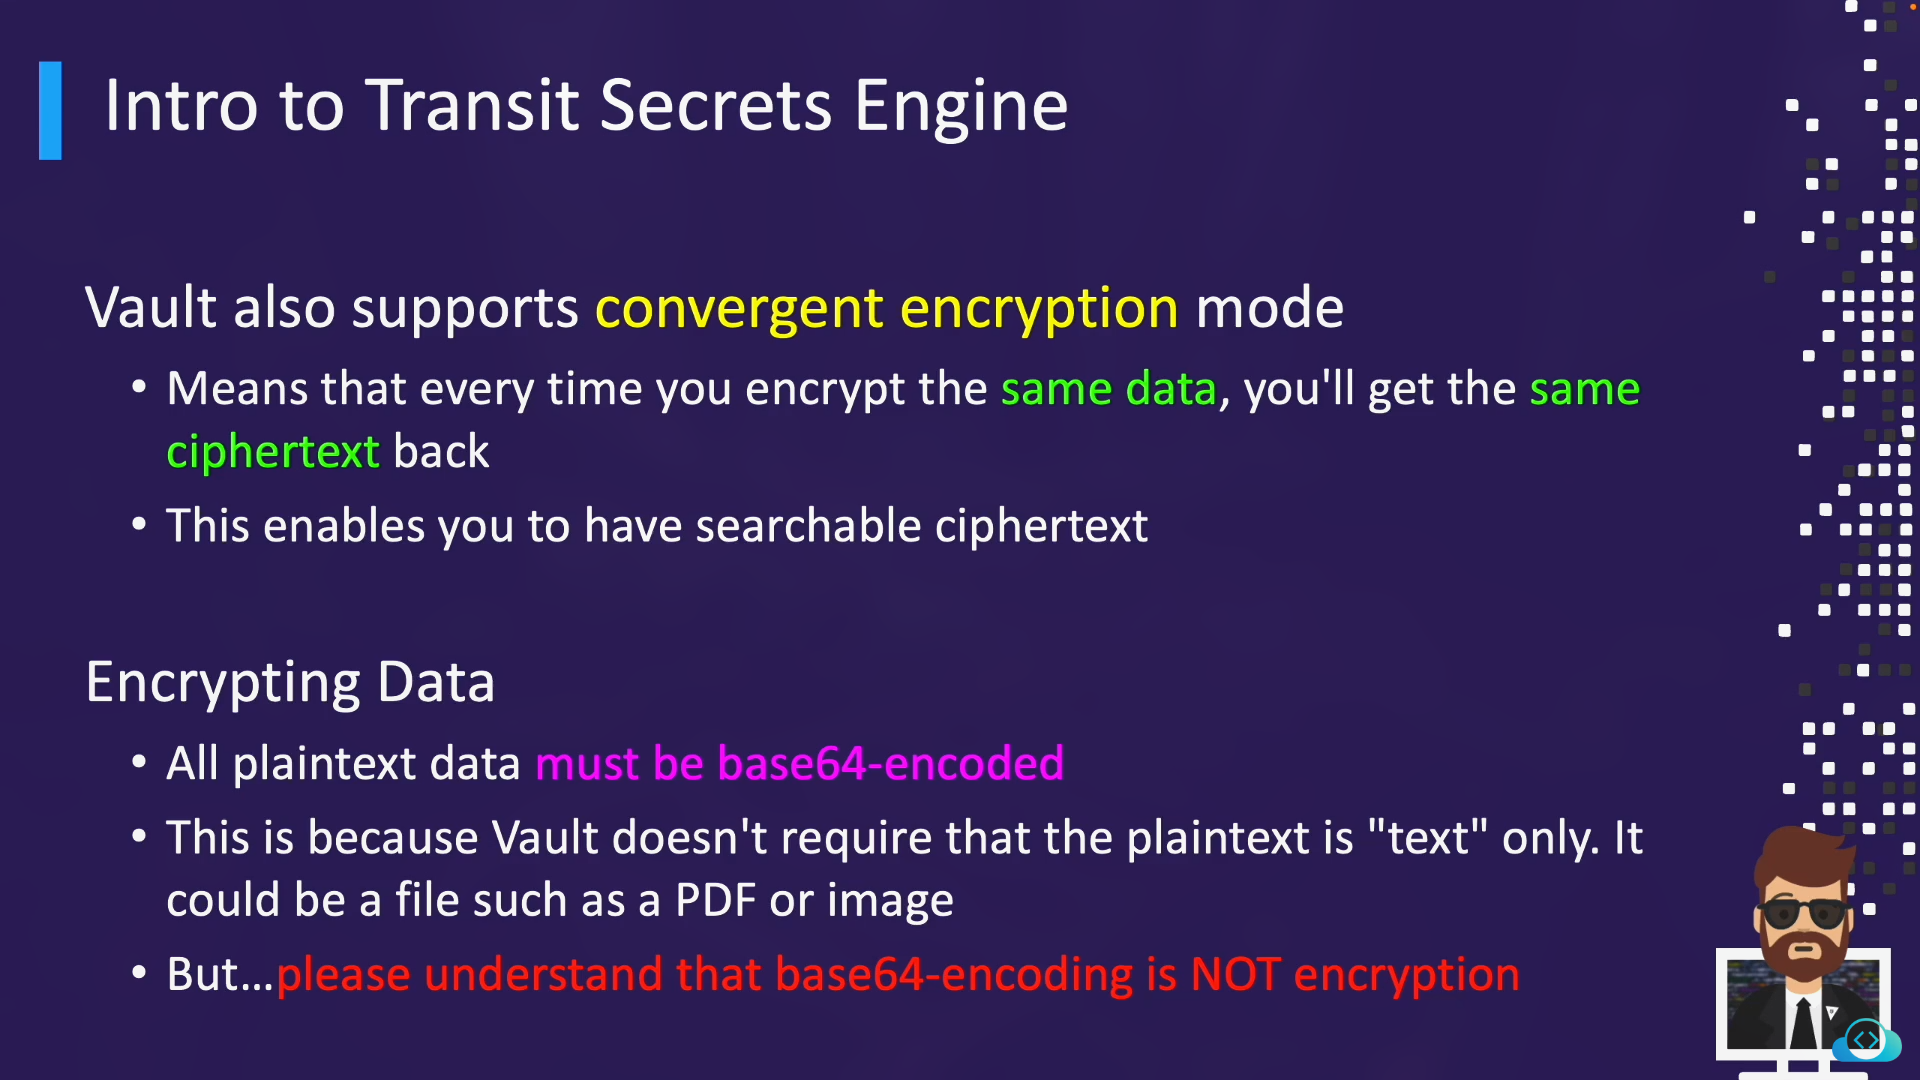 Intro to Transit Secrets Engine
Vault also supports convergent encryption mode
• Means that every time you encrypt the same data, you'll get the same
ciphertext back
• This enables you to have searchable ciphertext
Encrypting Data
• All plaintext data must be base64-encoded
• This is because Vault doesn't require that the plaintext is "text" only. It
could be a file such as a PDF or image
• But...please understand that base64-encoding is NOT encryption